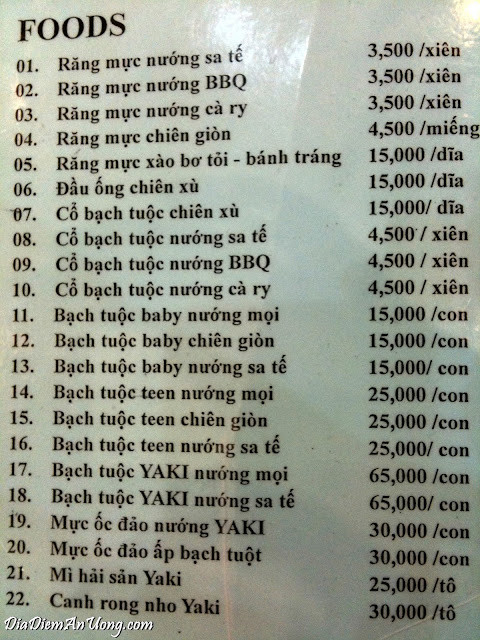 FOODS
01. Răng mực nướng sa tế 3,500 /xiên
02. Răng mực nướng BBQ 3,500 /xiên
03. Răng mực nướng cà ry 3,500 /xiên
04. Răng mực chiên giòn 4,500 /miếng
05. Răng mực xào bơ tỏi - bánh tráng 15,000 /dĩa
06. Đầu ống chiên xù 15,000 /dĩa
07. Cổ bạch tuộc chiên xù 15,000/ dĩa
08. Cổ bạch tuộc nướng sa tế 4,500 / xiên
09. Cổ bạch tuộc nướng BBQ 4,500 / xiên
10. Cổ bạch tuộc nướng cà ry 4,500 / xiên
11. Bạch tuộc baby nướng mọi 15,000 /con
12. Bạch tuộc baby chiên giòn 15,000 /con
13. Bạch tuộc baby nướng sa tế 15,000/ con
14. Bạch tuộc teen nướng mọi 25,000 /con
15. Bạch tuộc teen chiên giòn 25,000 /con
16. Bạch tuộc teen nướng sa tế 25,000/ con
17. Bạch tuộc YAKI nướng mọi 65,000 /con
18. Bạch tuộc YAKI nướng sa tế 65,000/ con
19. Mực ốc đảo nướng YAKI 30,000 /con
20. Mực ốc đảo ấp bạch tuột 30,000 /con
21. Mì hải sản Yaki 25,000 /tô
22. Canh rong nho Yaki 30,000 /tô
DiaDiemAnUong.com